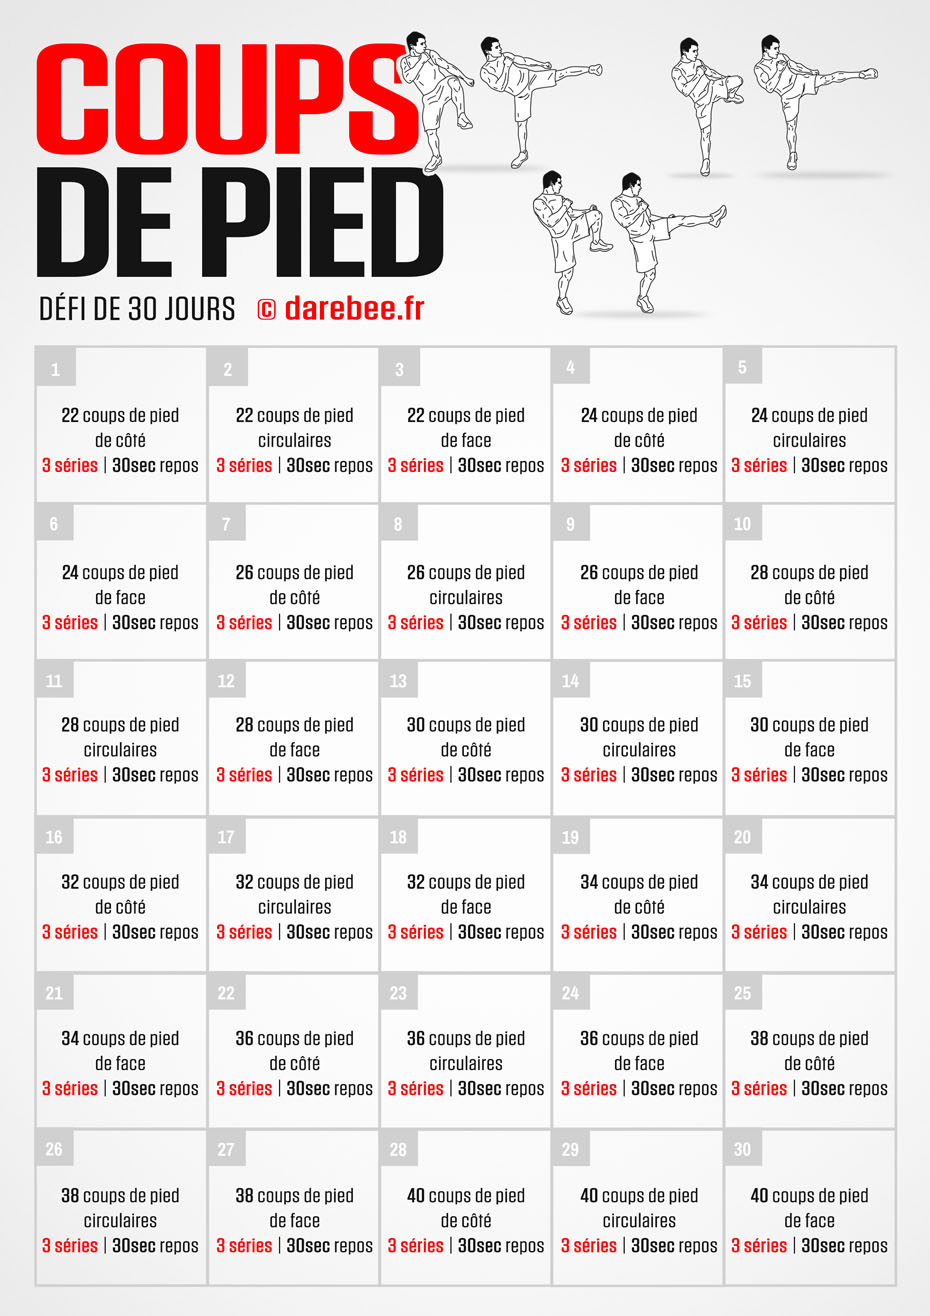 COUPS
DE PIED
DÉFI DE 30 JOURS © darebee.fr
1
22 coups de pied
de côté
3 séries | 30sec repos
2
22 coups de pied
circulaires
3 séries | 30sec repos
3
22 coups de pied
de face
3 séries | 30sec repos
4
24 coups de pied
de côté
3 séries | 30sec repos
5
24 coups de pied
circulaires
3 séries | 30sec repos
6
24 coups de pied
de face
3 séries | 30sec repos
7
26 coups de pied
de côté
3 séries | 30sec repos
8
26 coups de pied
circulaires
3 séries | 30sec repos
9
26 coups de pied
de face
3 séries | 30sec repos
10
28 coups de pied
de côté
3 séries | 30sec repos
11
28 coups de pied
circulaires
3 séries | 30sec repos
12
28 coups de pied
de face
3 séries | 30sec repos
13
30 coups de pied
de côté
3 séries | 30sec repos
14
30 coups de pied
circulaires
3 séries | 30sec repos
15
30 coups de pied
de face
3 séries | 30sec repos
16
32 coups de pied
de côté
3 séries | 30sec repos
17
32 coups de pied
circulaires
3 séries | 30sec repos
18
32 coups de pied
de face
3 séries | 30sec repos
19
34 coups de pied
de côté
3 séries | 30sec repos
20
34 coups de pied
circulaires
3 séries | 30sec repos
21
34 coups de pied
de face
3 séries | 30sec repos
22
36 coups de pied
de côté
3 séries | 30sec repos
23
36 coups de pied
circulaires
3 séries | 30sec repos
24
36 coups de pied
de face
3 séries | 30sec repos
25
38 coups de pied
de côté
3 séries | 30sec repos
26
38 coups de pied
circulaires
3 séries | 30sec repos
27
38 coups de pied
de face
3 séries | 30sec repos
28
40 coups de pied
de côté
3 séries | 30sec repos
29
40 coups de pied
circulaires
3 séries | 30sec repos
30
40 coups de pied
de face
3 séries | 30sec repos